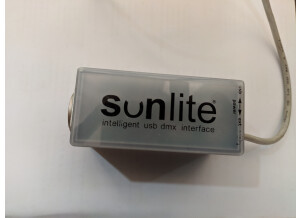 sunlite®
intelligent usb dmx interface